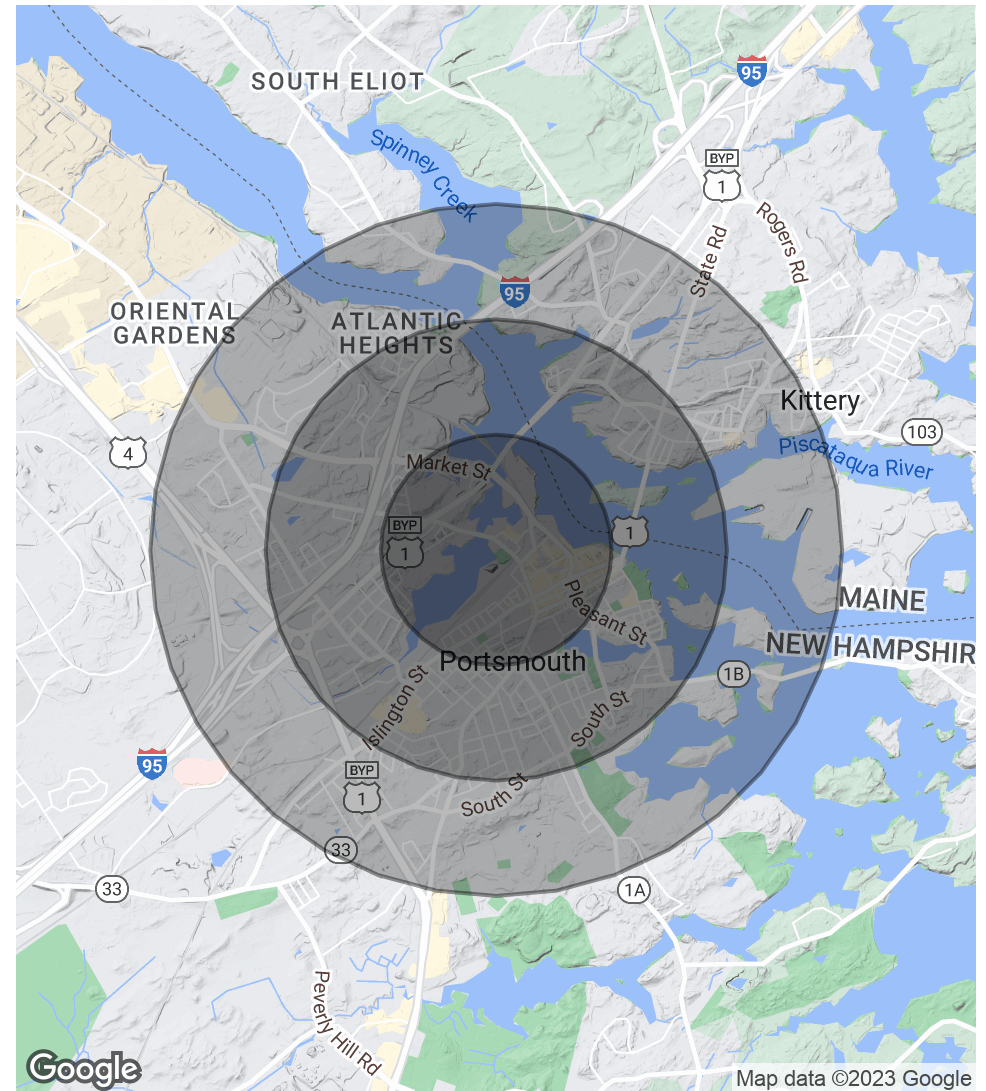 95
SOUTH ELIOT
Spinney Creek
BYP
1
Rogers Rd
State Rd
95
ORIENTAL
GARDENS
ATLANTIC
HEIGHTS
Kittery
103
4
Market St
Piscataqua River
BYP
1
1
Pleasant St
MAINE
NEW HAMPSHIR
Portsmouth
1B
Islington St
South St
95
BYP
1
South St
33
33
1A
Peverly Hill Rd
Google
Map data ©2023 Google